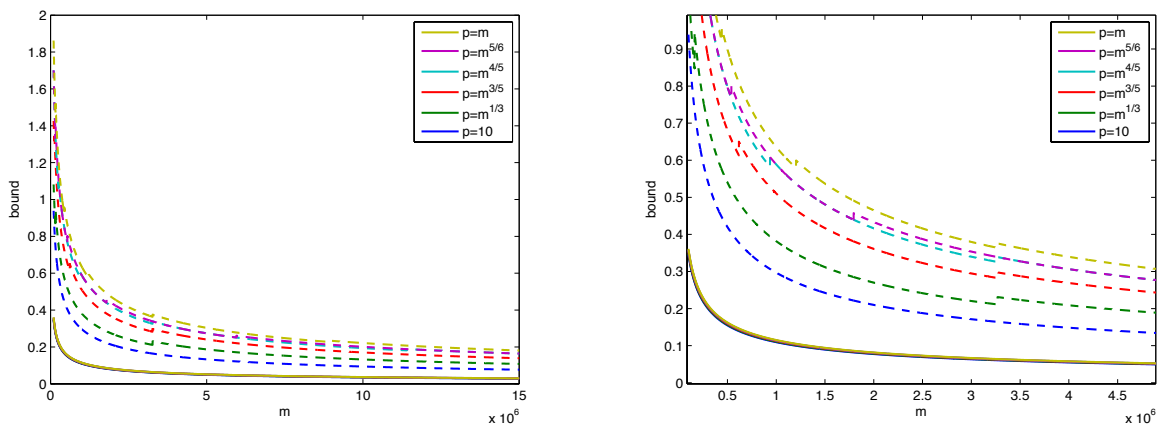 2
1.8
1.6
1.4
1.2
1
0.8
0.6
0.4
0.2
0
bound
0
5
10
15
m
x 10^6
p=m
p=m^5/6
p=m^4/5
p=m^3/5
p=m^1/3
p=10
0.9
0.8
0.7
0.6
0.5
0.4
0.3
0.2
0.1
0
bound
0.5
1
1.5
2
2.5
3
3.5
4
4.5
m
x 10^6
p=m
p=m^5/6
p=m^4/5
p=m^3/5
p=m^1/3
p=10